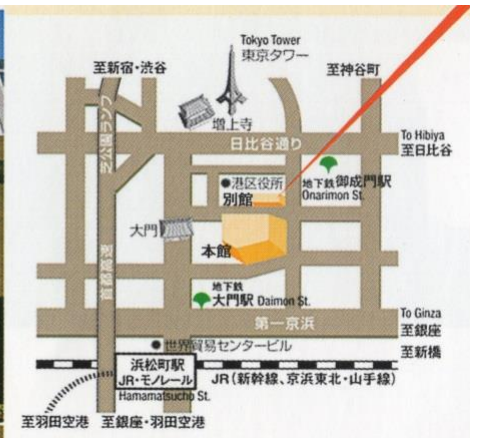 Tokyo Tower
東京タワー
至新宿・渋谷
至神谷町
芝公園ランプ
増上寺
日比谷通り
To Hibiya
至日比谷
●港区役所
別館
地下鉄 御成門駅
Onarimon St.
大門
本館
首都高速
地下鉄
大門駅 Daimon St.
第一京浜
To Ginza
至銀座
●世界貿易センタービル
至新橋
浜松町駅
JR・モノレール
JR(新幹線、京浜東北・山手線)
Hamamatsucho St.
至羽田空港
至銀座・羽田空港